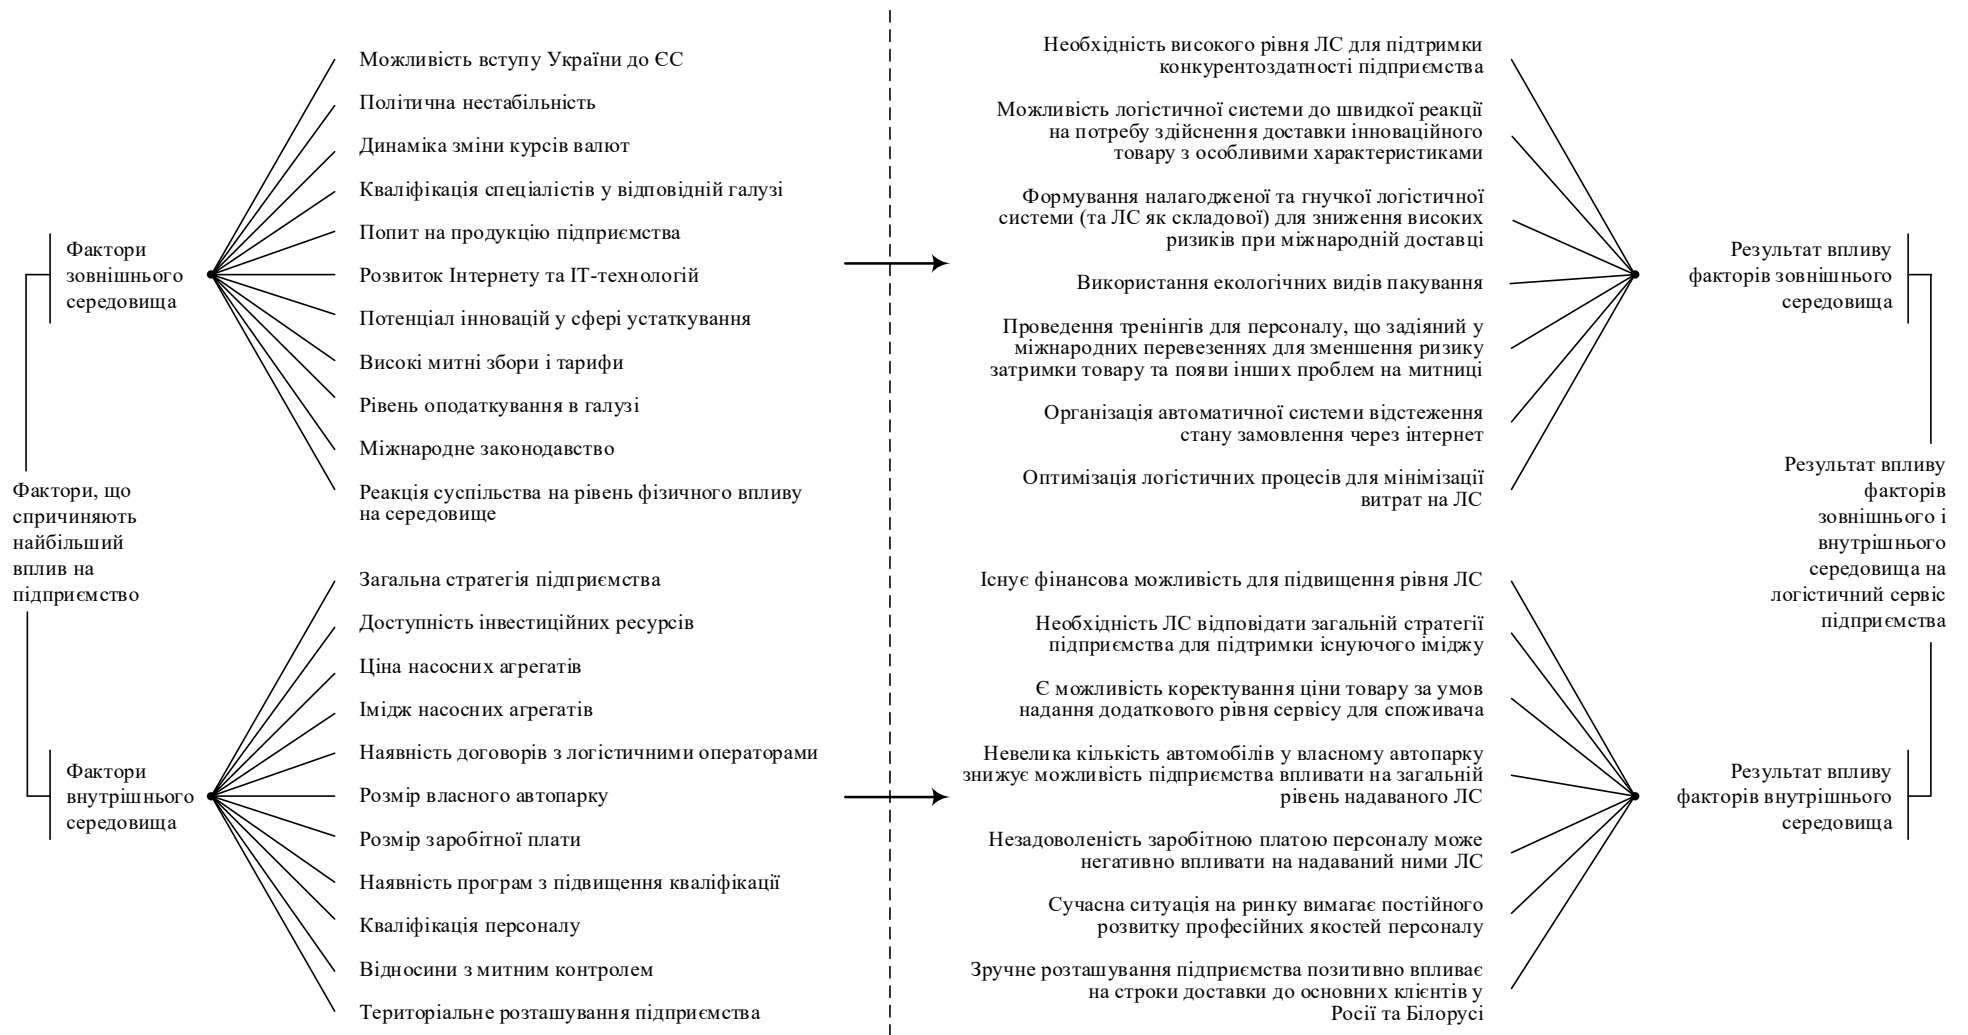 Фактори, що
спричиняють
найбільший
вплив на
підприємство
Фактори
зовнішнього
середовища
Можливість вступу України до ЄС
Політична нестабільність
Динаміка зміни курсів валют
Кваліфікація спеціалістів у відповідній галузі
Попит на продукцію підприємства
Розвиток Інтернету та ІТ-технологій
Потенціал інновацій у сфері устаткування
Високі митні збори і тарифи
Рівень оподаткування в галузі
Міжнародне законодавство
Реакція суспільства на рівень фізичного впливу
на середовище
Фактори
внутрішнього
середовища
Загальна стратегія підприємства
Доступність інвестиційних ресурсів
Ціна насосних агрегатів
Імідж насосних агрегатів
Наявність договорів з логістичними операторами
Розмір власного автопарку
Розмір заробітної плати
Наявність програм з підвищення кваліфікації
Кваліфікація персоналу
Відносини з митним контролем
Територіальне розташування підприємства
Необхідність високого рівня ЛС для підтримки
конкурентоздатності підприємства
Можливість логістичної системи до швидкої реакції
на потребу здійснення доставки інноваційного
товару з особливими характеристиками
Формування налагодженої та гнучкої логістичної
системи (та ЛС як складової) для зниження високих
ризиків при міжнародній доставці
Використання екологічних видів пакування
Проведення тренінгів для персоналу, що задіяний у
міжнародних перевезеннях для зменшення ризику
затримки товару та появи інших проблем на митниці
Організація автоматичної системи відстеження
стану замовлення через інтернет
Оптимізація логістичних процесів для мінімізації
витрат на ЛС
Результат впливу
факторів зовнішнього
середовища
Існує фінансова можливість для підвищення рівня ЛС
Необхідність ЛС відповідати загальній стратегії
підприємства для підтримки існуючого іміджу
Є можливість коректування ціни товару за умов
надання додаткового рівня сервісу для споживача
Невелика кількість автомобілів у власному автопарку
знижує можливість підприємства впливати на загальній
рівень надаваного ЛС
Незадоволеність заробітною платою персоналу може
негативно впливати на надаваний ними ЛС
Сучасна ситуація на ринку вимагає постійного
розвитку професійних якостей персоналу
Зручне розташування підприємства позитивно впливає
на строки доставки до основних клієнтів у
Росії та Білорусі
Результат впливу
факторів внутрішнього
середовища
Результат впливу
факторів
зовнішнього і
внутрішнього
середовища на
логістичний сервіс
підприємства